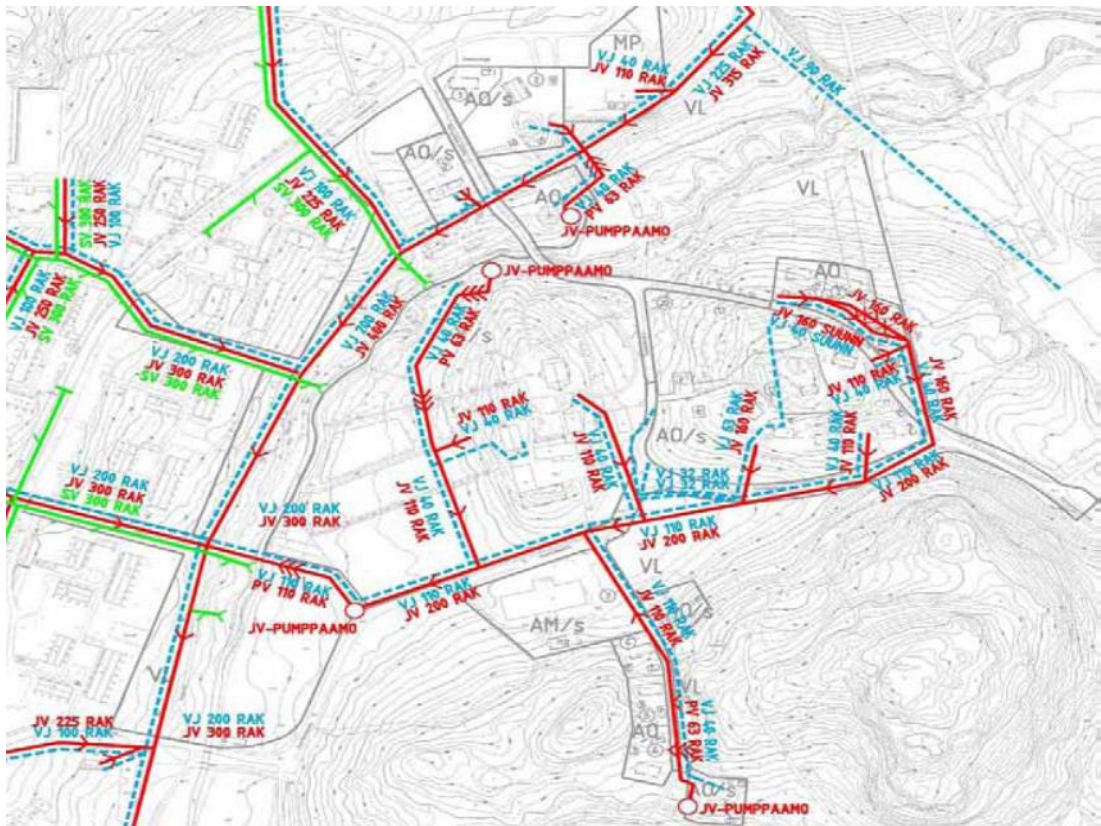 MP
VJ 40 RAK
JV 110 RAK
VJ 225 RAK
JV 315 RAK
VJ 90 RAK
VL
AO/s
AO/s
AO
VJ 40 RAK
PV 63 RAK
JV-PUMPPAAMO
VL
VJ 100 RAK
JV 225 RAK
SV 300 RAK
SV 300 RAK
JV 250 RAK
VJ 100 RAK
VJ 100 RAK
JV 250 RAK
SV 300 RAK
JV-PUMPPAAMO
VJ 200 RAK
JV 400 RAK
VJ 40 RAK
PV 63 RAK
AO
JV 160 RAK
JV 160 SUUNN
VJ 40 SUUNN
VJ 200 RAK
JV 300 RAK
SV 300 RAK
JV 110 RAK
VJ 40 RAK
JV 160 RAK
VJ 40 RAK
JV 110 RAK
VJ 40 RAK
VJ 40 RAK
JV 110 RAK
AO/s
VJ 63 RAK
JV 160 RAK
VJ 40 RAK
JV 110 RAK
VJ 32 RAK
VJ 32 RAK
VJ 110 RAK
JV 200 RAK
VJ 200 RAK
JV 300 RAK
SV 300 RAK
VJ 200 RAK
JV 300 RAK
VJ 40 RAK
JV 110 RAK
VJ 110 RAK
JV 200 RAK
VL
VJ 110 RAK
PV 110 RAK
VJ 110 RAK
JV 200 RAK
JV-PUMPPAAMO
AM/s
VJ 110 RAK
JV 110 RAK
AO/s
VL
VL
VJ 40 RAK
PV 63 RAK
AO
JV 225 RAK
VJ 100 RAK
VJ 200 RAK
JV 300 RAK
AO/s
JV-PUMPPAAMO